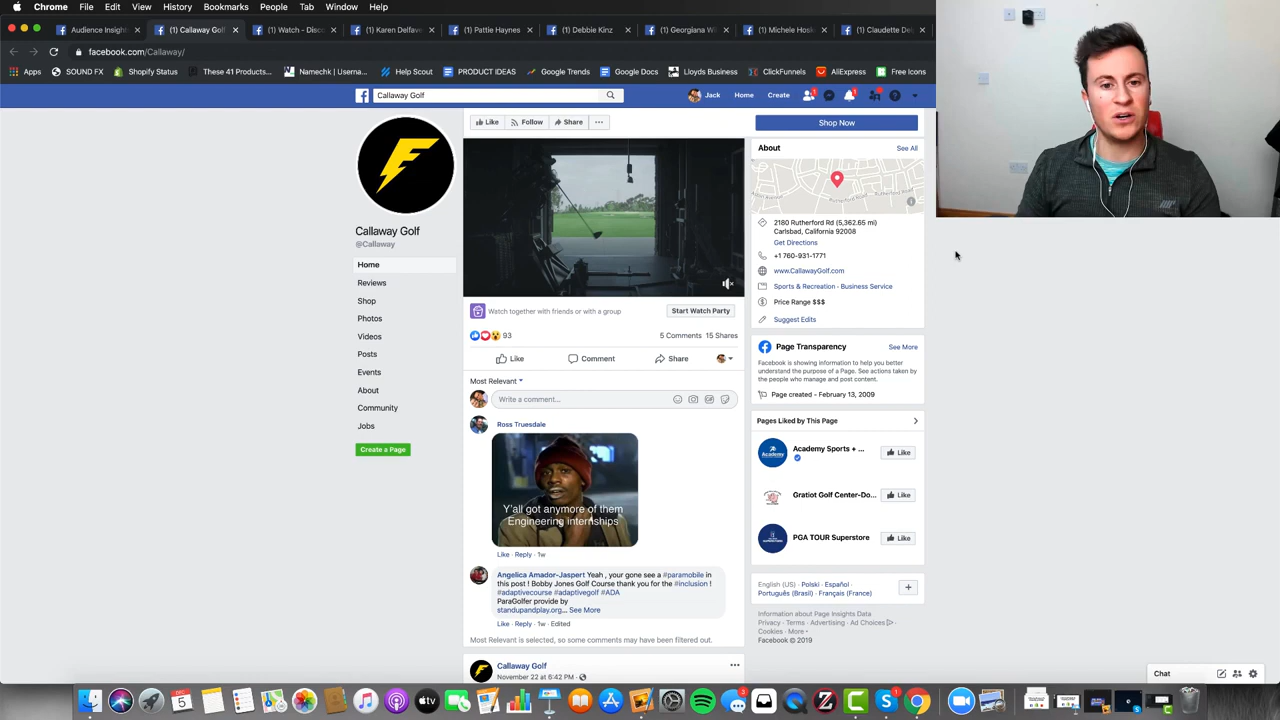 Chrome File Edit View History Bookmarks People Tab Window Help
Audience Insight
(1) Callaway Golf
(1) Watch - Disco
(1) Karen Delfave
(1) Pattie Haynes
(1) Debbie Kinz
(1) Georgiana Wi
(1) Michele Hos
(1) Claudette De
facebook.com/Callaway/
Apps SOUND FX Shopify Status These 41 Products... Namechk | Userna... Help Scout PRODUCT IDEAS Google Trends Google Docs Lloyds Business ClickFunnels AliExpress Free Icons
Callaway Golf
Jack Home Create
Like Follow Share
Shop Now
Callaway Golf
@Callaway
Home
Reviews
Shop
Photos
Videos
Posts
Events
About
Community
Jobs
Create a Page
Watch together with friends or with a group
Start Watch Party
93
5 Comments 15 Shares
Like Comment Share
Most Relevant
Write a comment...
Ross Truesdale
Y'all got anymore of them
Engineering internships
Like · Reply · 1w
Angelica Amador-Jaspert Yeah , your gone see a #paramobile in
this post ! Bobby Jones Golf Course thank you for the #inclusion !
#adaptivecourse #adaptivegolf #ADA
ParaGolfer provide by
standupandplay.org... See More
Like · Reply · 1w · Edited
Most Relevant is selected, so some comments may have been filtered out.
Callaway Golf
November 22 at 6:42 PM ·
About
See All
2180 Rutherford Rd (5,362.65 mi)
Carlsbad, California 92008
Get Directions
+1 760-931-1771
www.CallawayGolf.com
Sports & Recreation · Business Service
Price Range $$$
Suggest Edits
Page Transparency
See More
Facebook is showing information to help you better
understand the purpose of a Page. See actions taken by
the people who manage and post content.
Page created - February 13, 2009
Pages Liked by This Page
Academy Sports + ...
Like
Gratiot Golf Center-Do...
Like
PGA TOUR Superstore
Like
English (US) · Polski · Español ·
Português (Brasil) · Français (France)
Information about Page Insights Data
Privacy · Terms · Advertising · Ad Choices
Cookies · More
Facebook © 2019
Chat